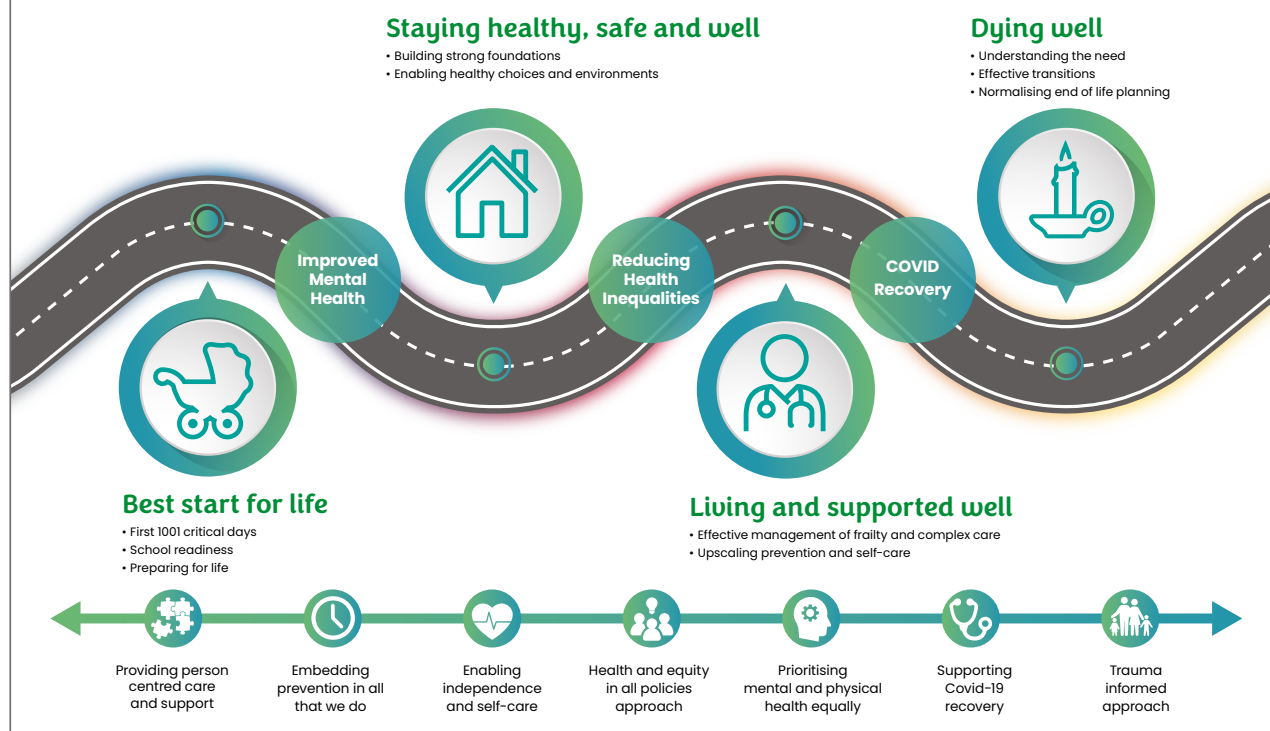 Staying healthy, safe and well
• Building strong foundations
• Enabling healthy choices and environments
Dying well
• Understanding the need
• Effective transitions
• Normalising end of life planning
Improved
Mental
Health
Reducing
Health
Inequalities
COVID
Recovery
Best start for life
• First 1001 critical days
• School readiness
• Preparing for life
Living and supported well
• Effective management of frailty and complex care
• Upscaling prevention and self-care
Providing person
centred care
and support
Embedding
prevention in all
that we do
Enabling
independence
and self-care
Health and equity
in all policies
approach
Prioritising
mental and physical
health equally
Supporting
Covid-19
recovery
Trauma
informed
approach